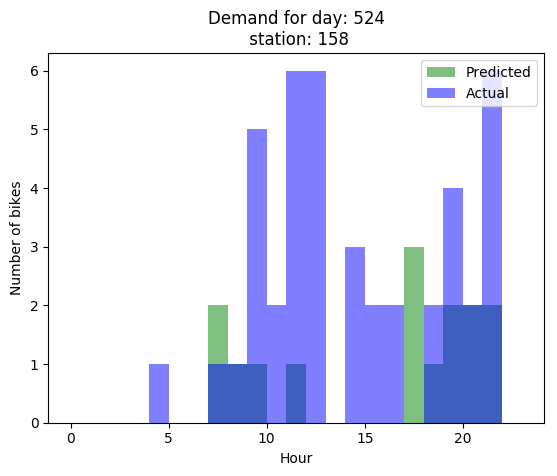 Demand for day: 524
station: 158
Predicted
Actual
Number of bikes
6
5
4
3
2
1
0
0
5
10
15
20
Hour